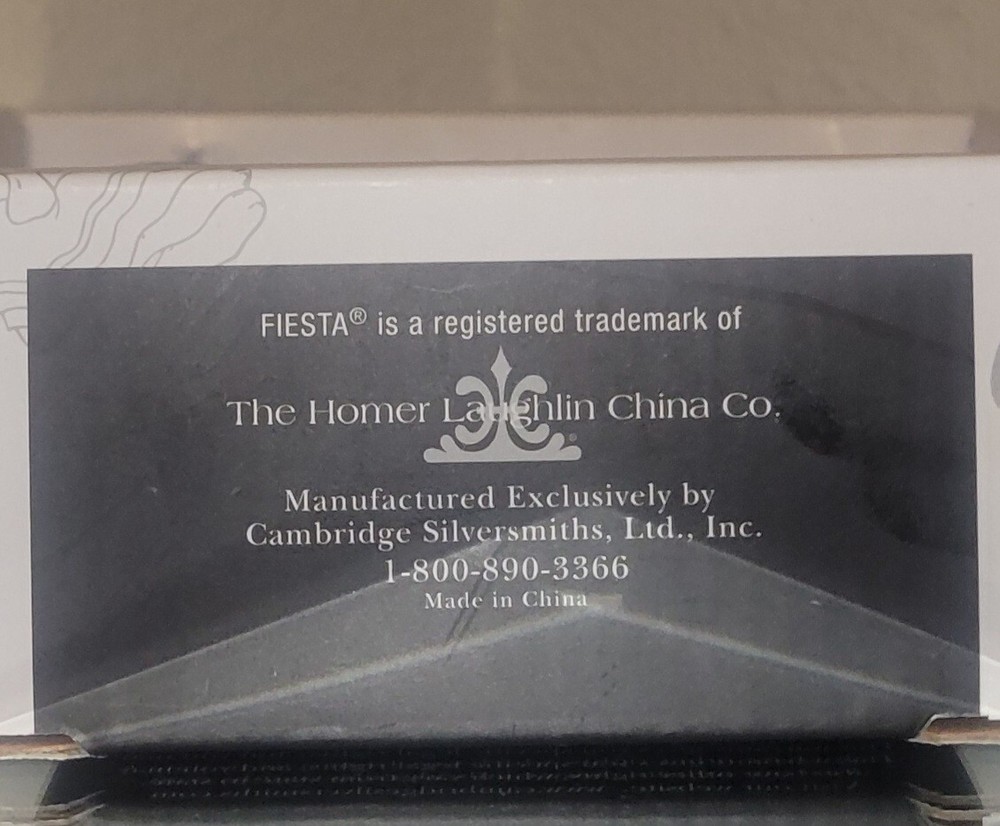 FIESTA® is a registered trademark of
The Homer Laughlin China Co.
®
Manufactured Exclusively by
Cambridge Silversmiths, Ltd., Inc.
1-800-890-3366
Made in China